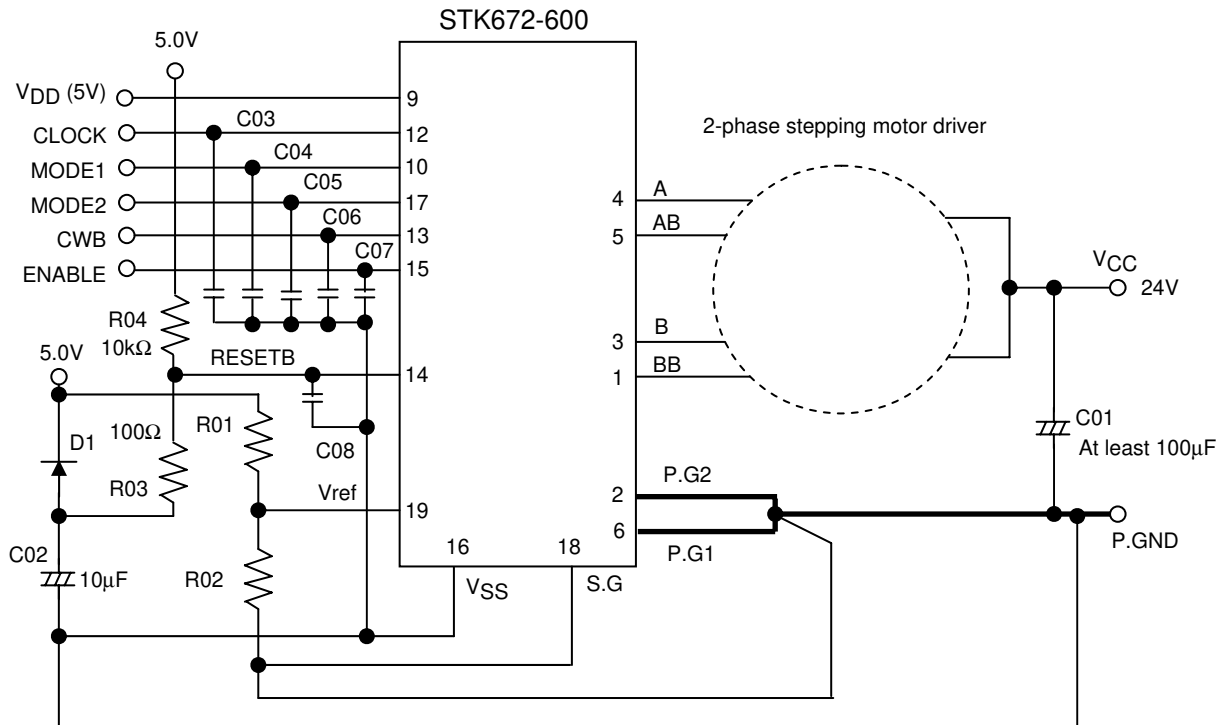 STK672-600
5.0V
VDD (5V)
9
CLOCK
C03
12
MODE1
C04
10
MODE2
C05
17
CWB
C06
13
ENABLE
C07
15
2-phase stepping motor driver
4
A
5
AB
3
B
1
BB
VCC
24V
R04
10kΩ
RESETB
14
5.0V
D1
100Ω
R03
R01
C08
C01
At least 100μF
Vref
19
2
P.G2
6
P.G1
P.GND
C02
10μF
R02
16
VSS
18
S.G